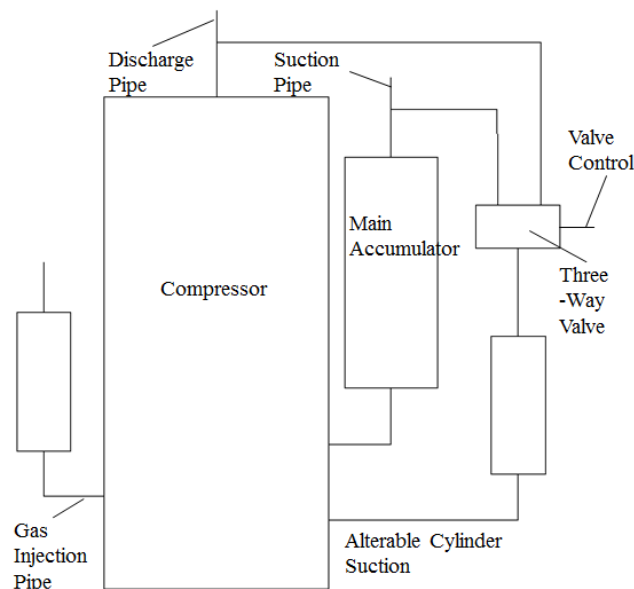 Discharge
Pipe
Suction
Pipe
Valve
Control
Main
Accumulator
Compressor
Three
-Way
Valve
Gas
Injection
Pipe
Alterable Cylinder
Suction